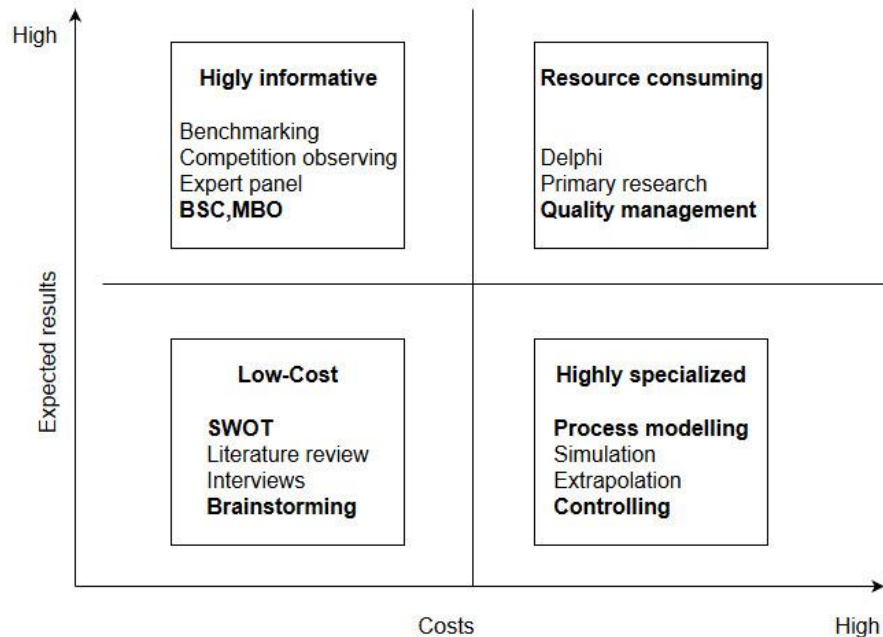 High
Higly informative
Benchmarking
Competition observing
Expert panel
BSC,MBO
Resource consuming
Delphi
Primary research
Quality management
Expected results
Low-Cost
SWOT
Literature review
Interviews
Brainstorming
Highly specialized
Process modelling
Simulation
Extrapolation
Controlling
Costs
High